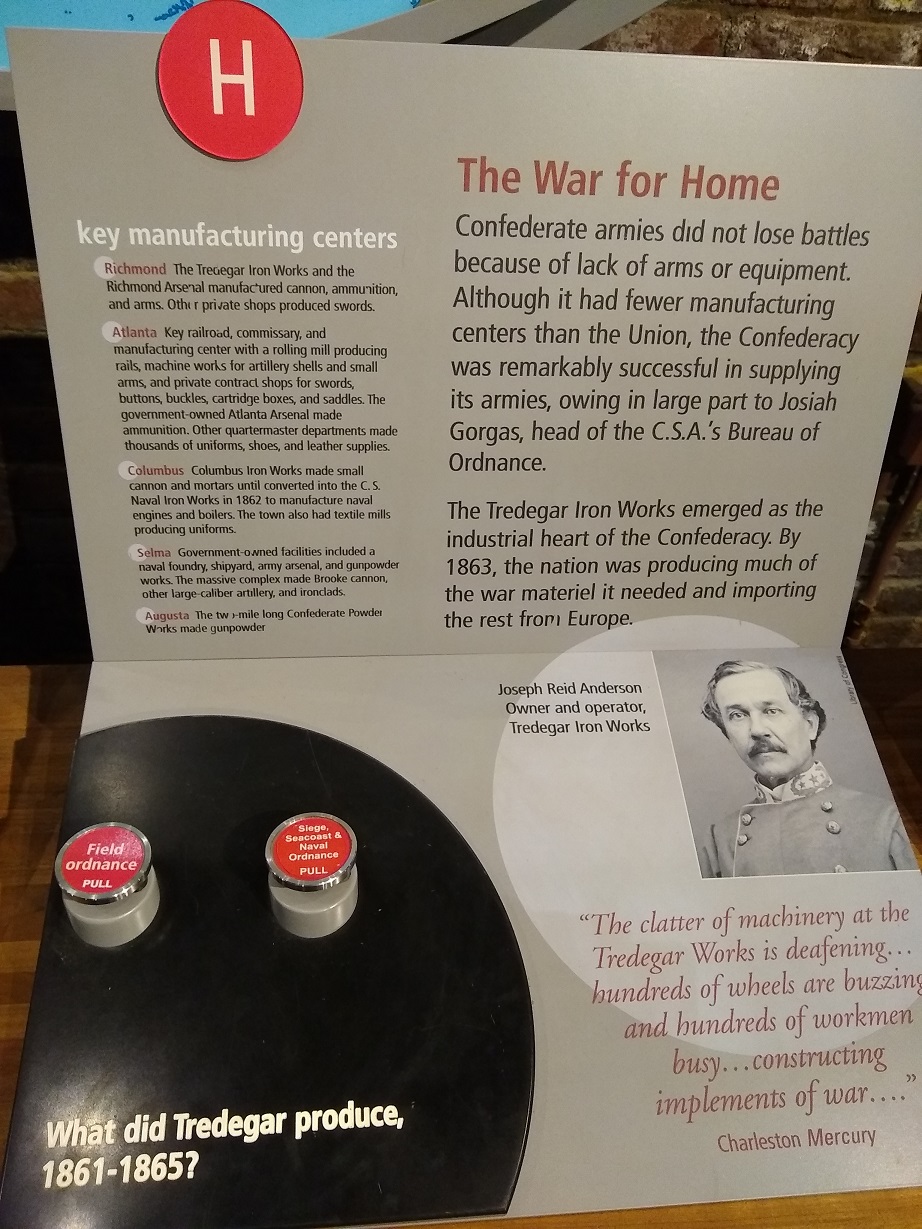 H
key manufacturing centers
Richmond The Tredegar Iron Works and the
Richmond Arsenal manufactured cannon, ammunition,
and arms. Other private shops produced swords.
Atlanta Key railroad, commissary, and
manufacturing center with a rolling mill producing
rails, machine works for artillery shells and small
arms, and private contract shops for swords,
buttons, buckles, cartridge boxes, and saddles. The
government-owned Atlanta Arsenal made
ammunition. Other quartermaster departments made
thousands of uniforms, shoes, and leather supplies.
Columbus Columbus Iron Works made small
cannon and mortars until converted into the C.S.
Naval Iron Works in 1862 to manufacture naval
engines and boilers. The town also had textile mills
producing uniforms.
Selma Government-owned facilities included a
naval foundry, shipyard, army arsenal, and gunpowder
works. The massive complex made Brooke cannon,
other large-caliber artillery, and ironclads.
Augusta The two-mile long Confederate Powder
Works made gunpowder
The War for Home
Confederate armies did not lose battles
because of lack of arms or equipment.
Although it had fewer manufacturing
centers than the Union, the Confederacy
was remarkably successful in supplying
its armies, owing in large part to Josiah
Gorgas, head of the C.S.A.'s Bureau of
Ordnance.
The Tredegar Iron Works emerged as the
industrial heart of the Confederacy. By
1863, the nation was producing much of
the war materiel it needed and importing
the rest from Europe.
Joseph Reid Anderson
Owner and operator,
Tredegar Iron Works
Library of Congress
Field
ordnance
PULL
Siege,
Seacoast &
Naval
Ordnance
PULL
What did Tredegar produce,
1861-1865?
"The clatter of machinery at the
Tredegar Works is deafening...
hundreds of wheels are buzzing
and hundreds of workmen
busy...constructing
implements of war...."
Charleston Mercury